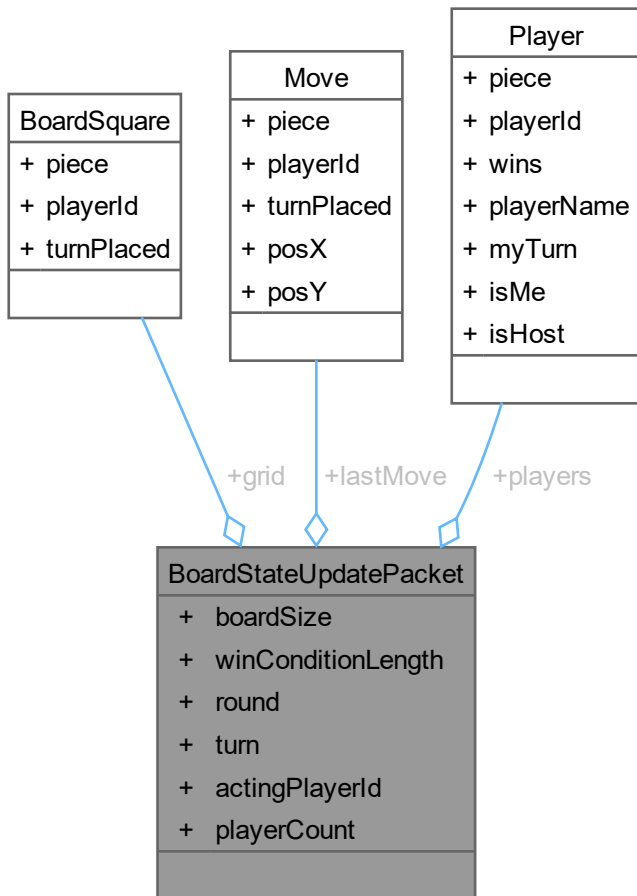 BoardSquare
+ piece
+ playerId
+ turnPlaced
Move
+ piece
+ playerId
+ turnPlaced
+ posX
+ posY
Player
+ piece
+ playerId
+ wins
+ playerName
+ myTurn
+ isMe
+ isHost
+grid
+lastMove
+players
BoardStateUpdatePacket
+ boardSize
+ winConditionLength
+ round
+ turn
+ actingPlayerId
+ playerCount